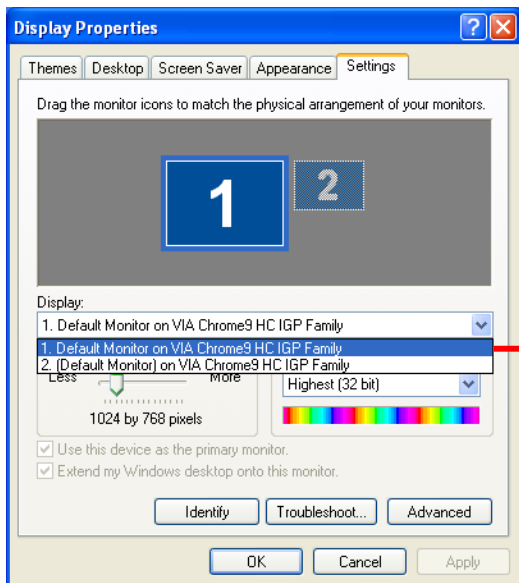 Display Properties
Themes Desktop Screen Saver Appearance Settings
Drag the monitor icons to match the physical arrangement of your monitors.
1 2
Display:
1. Default Monitor on VIA Chrome9 HC IGP Family
1. Default Monitor on VIA Chrome9 HC IGP Family
2. (Default Monitor) on VIA Chrome9 HC IGP Family
Less More Highest (32 bit)
1024 by 768 pixels
Use this device as the primary monitor.
Extend my Windows desktop onto this monitor.
Identify Troubleshoot... Advanced
OK Cancel Apply